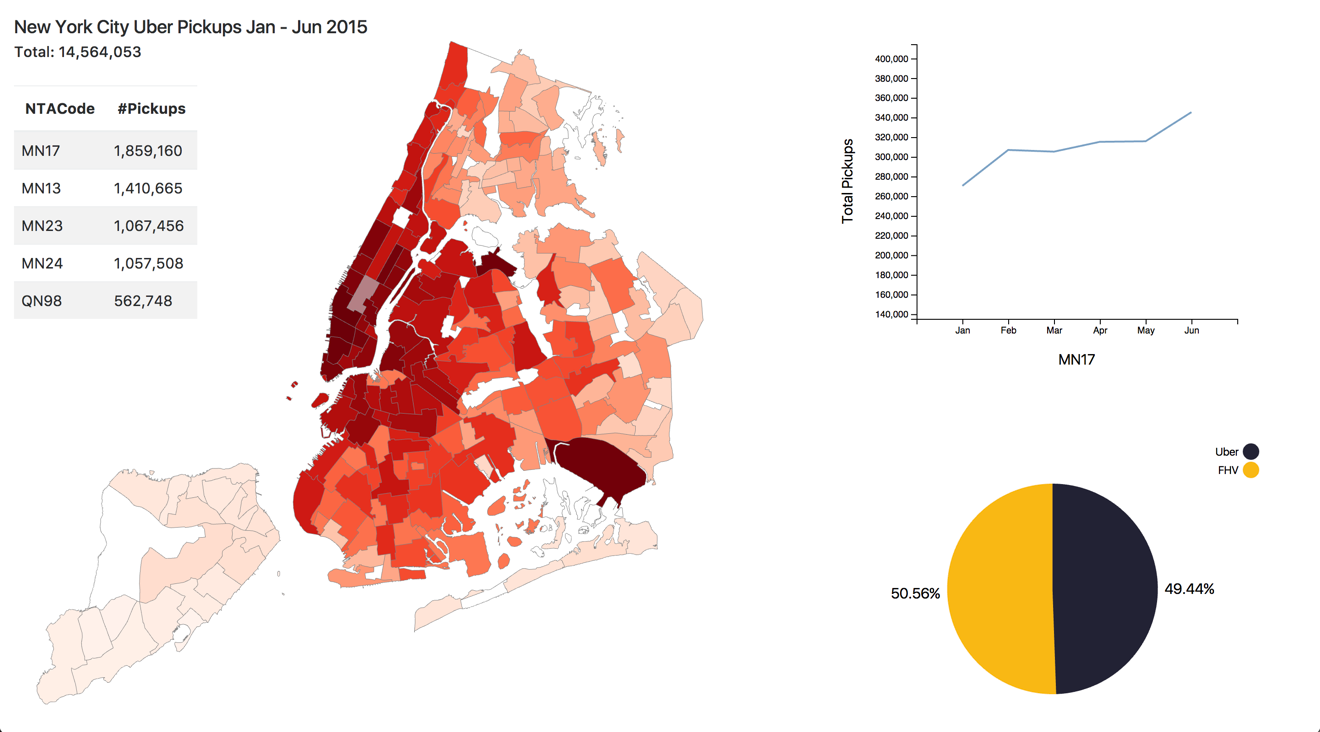 New York City Uber Pickups Jan - Jun 2015
Total: 14,564,053
NTACode #Pickups
MN17 1,859,160
MN13 1,410,665
MN23 1,067,456
MN24 1,057,508
QN98 562,748
Total Pickups
400,000
380,000
360,000
340,000
320,000
300,000
280,000
260,000
240,000
220,000
200,000
180,000
160,000
140,000
Jan Feb Mar Apr May Jun
MN17
Uber
FHV
50.56% 49.44%